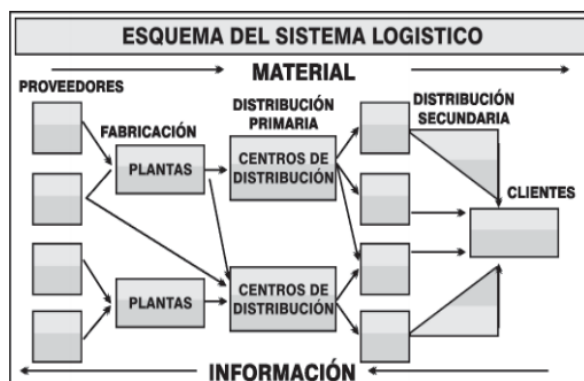 ESQUEMA DEL SISTEMA LOGISTICO
MATERIAL
PROVEEDORES
FABRICACIÓN
DISTRIBUCIÓN
PRIMARIA
DISTRIBUCIÓN
SECUNDARIA
PLANTAS
CENTROS DE
DISTRIBUCIÓN
CLIENTES
PLANTAS
CENTROS DE
DISTRIBUCIÓN
INFORMACIÓN